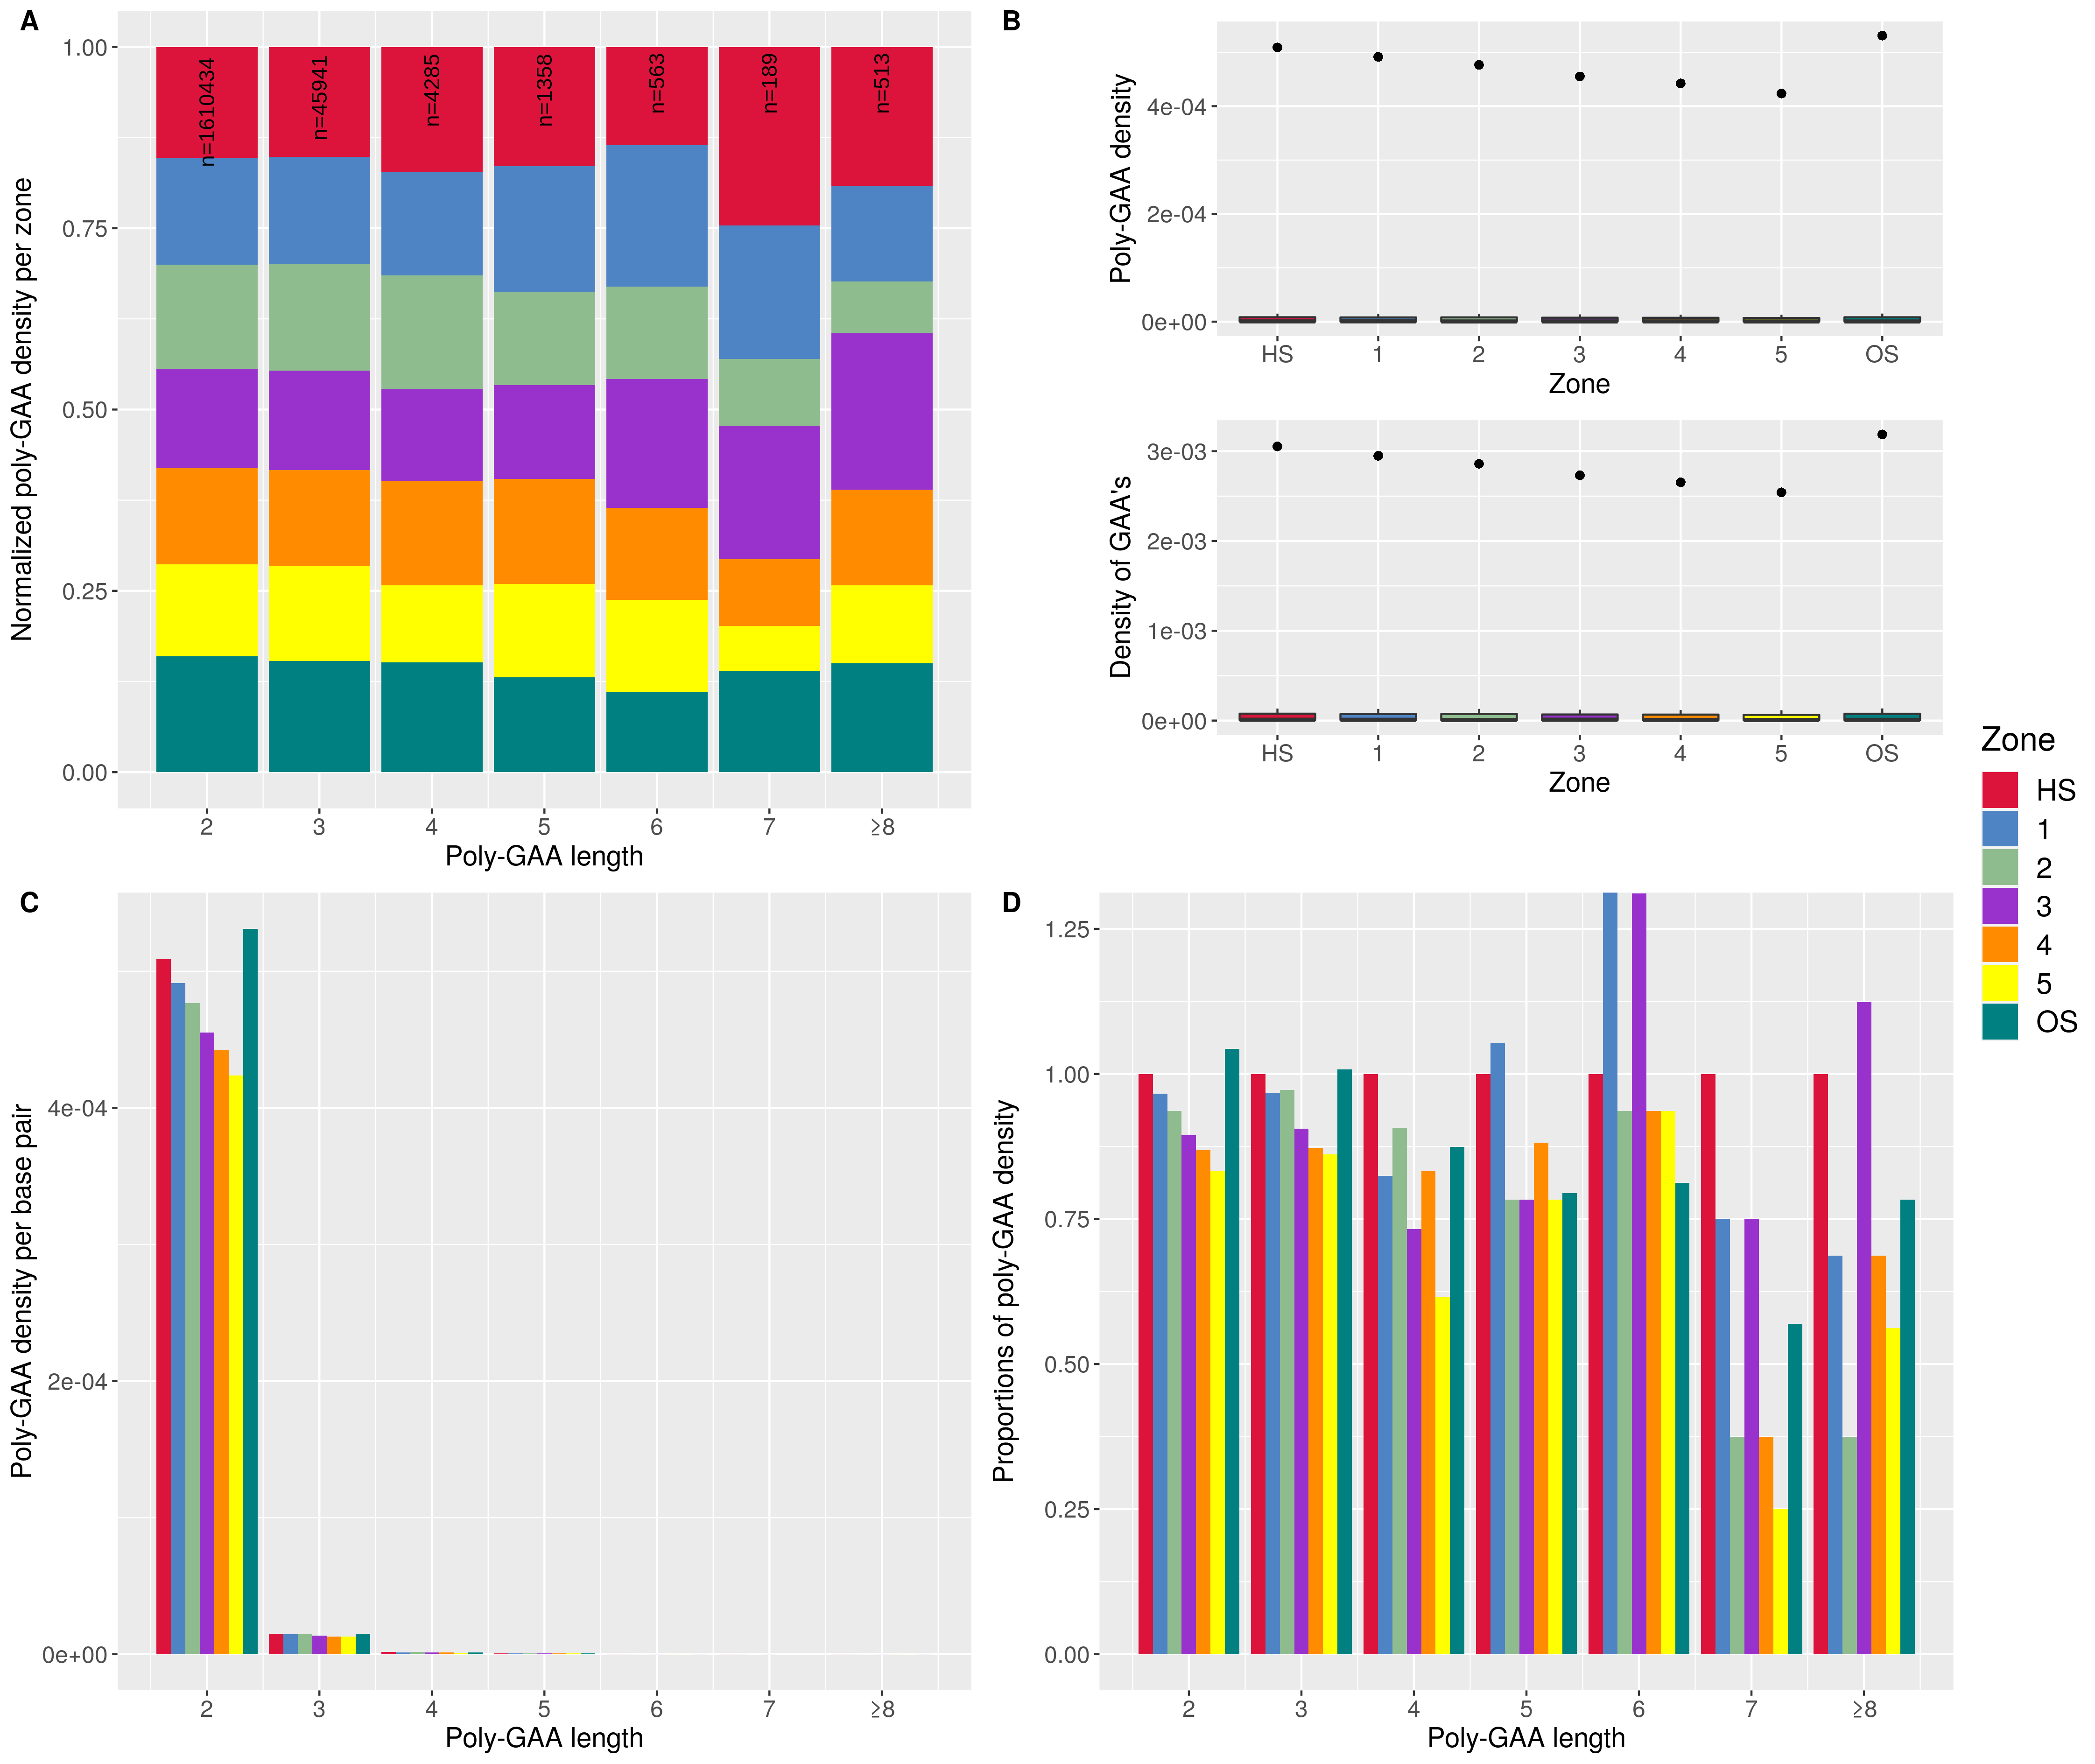 A
Normalized poly-GAA density per zone
1.00
0.75
0.50
0.25
0.00
n=1610434
n=45941
n=4285
n=1358
n=563
n=189
n=513
2 3 4 5 6 7 ≥8
Poly-GAA length
B
Poly-GAA density
4e-04
2e-04
0e+00
HS 1 2 3 4 5 OS
Zone
Density of GAA's
3e-03
2e-03
1e-03
0e+00
HS 1 2 3 4 5 OS
Zone
Zone
HS
1
2
3
4
5
OS
C
Poly-GAA density per base pair
4e-04
2e-04
0e+00
2 3 4 5 6 7 ≥8
Poly-GAA length
D
Proportions of poly-GAA density
1.25
1.00
0.75
0.50
0.25
0.00
2 3 4 5 6 7 ≥8
Poly-GAA length